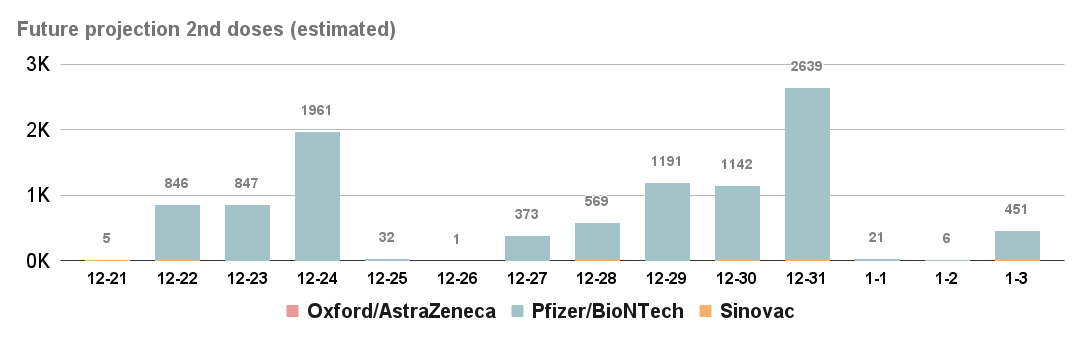 Future projection 2nd doses (estimated)
3K
2K
1K
0K
5
846
847
1961
32
1
373
569
1191
1142
2639
21
6
451
12-21 12-22 12-23 12-24 12-25 12-26 12-27 12-28 12-29 12-30 12-31 1-1 1-2 1-3
Oxford/AstraZeneca Pfizer/BioNTech Sinovac